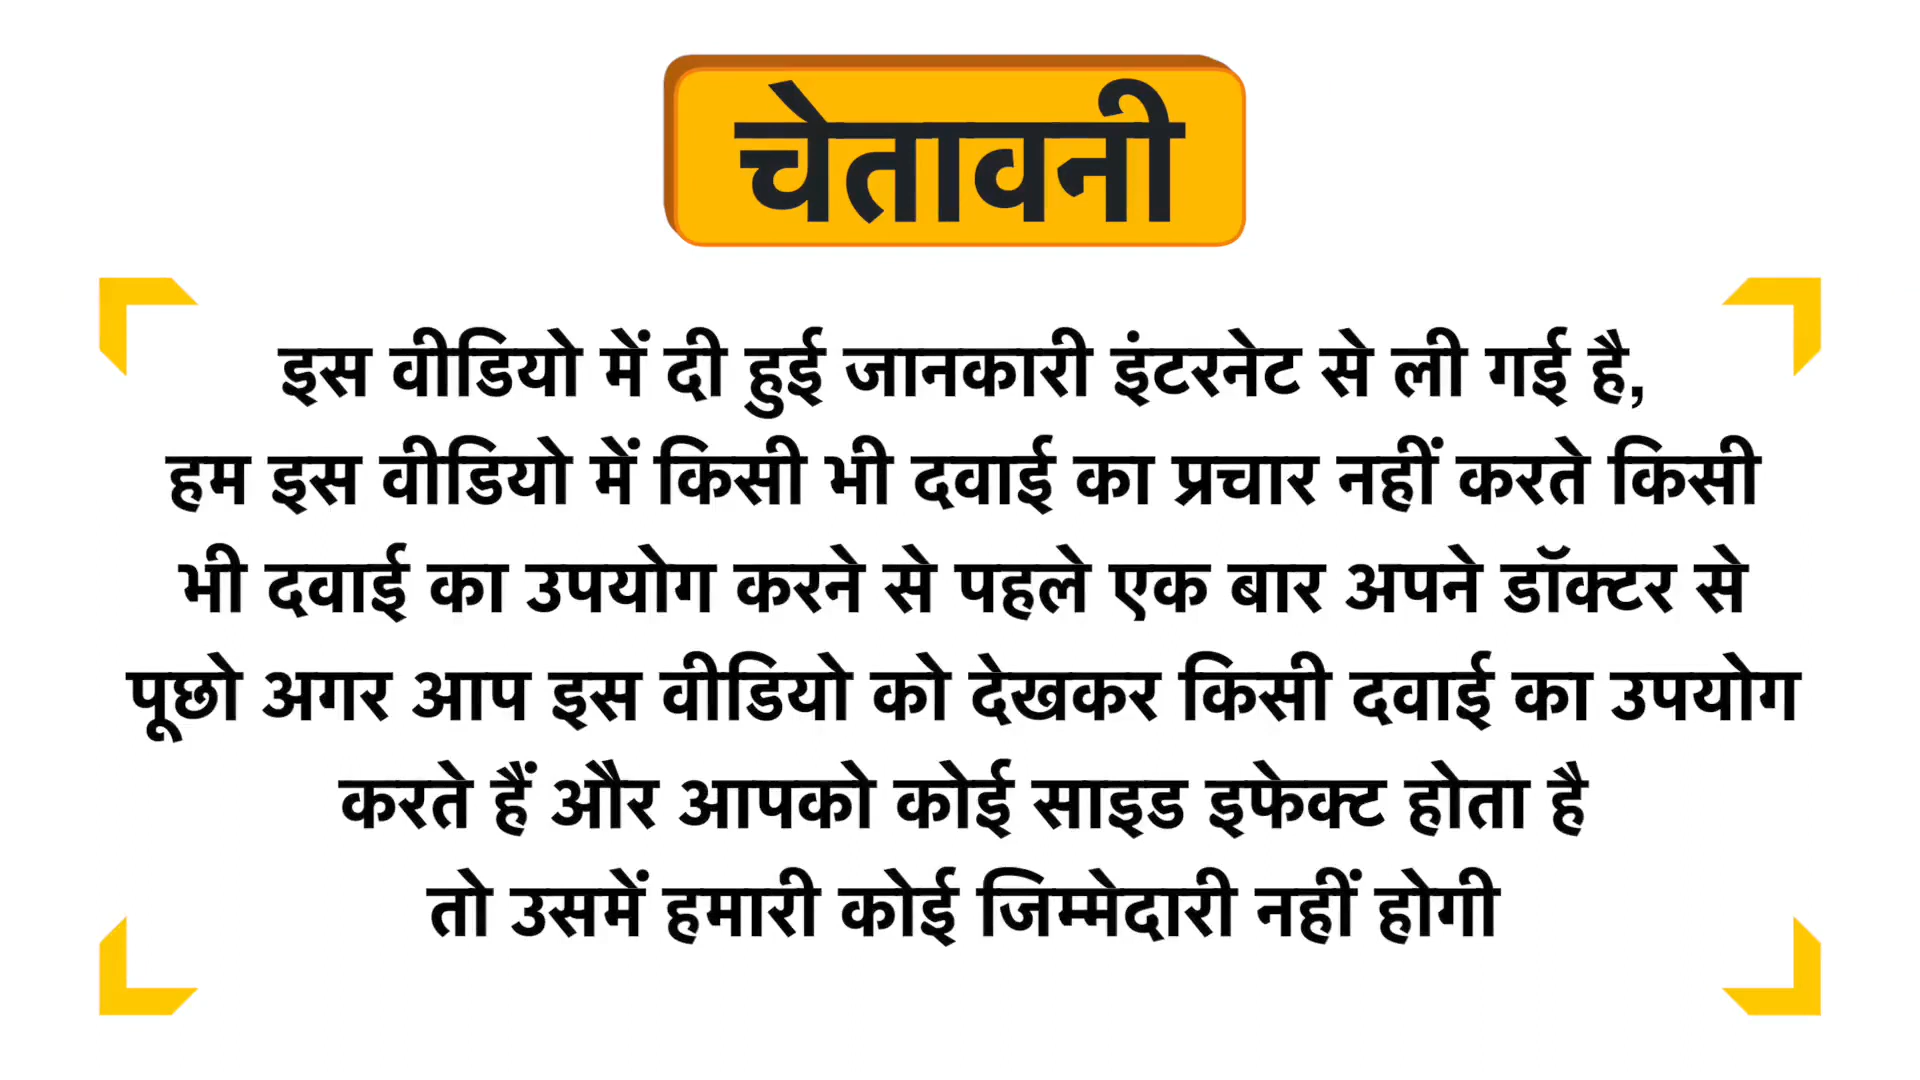 चेतावनी
इस वीडियो में दी हुई जानकारी इंटरनेट से ली गई है,
हम इस वीडियो में किसी भी दवाई का प्रचार नहीं करते किसी
भी दवाई का उपयोग करने से पहले एक बार अपने डॉक्टर से
पूछो अगर आप इस वीडियो को देखकर किसी दवाई का उपयोग
करते हैं और आपको कोई साइड इफेक्ट होता है
तो उसमें हमारी कोई जिम्मेदारी नहीं होगी